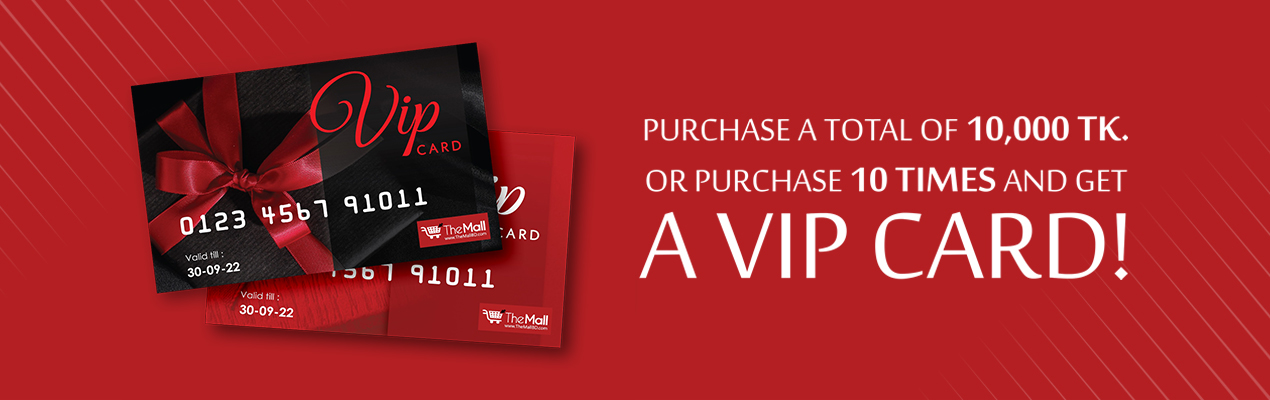 Vip
CARD
0123 4567 91011
Valid till :
30-09-22
TheMall
www.TheMallBD.com
CARD
91011
Valid till :
30-09-22
TheMall
www.TheMallBD.com
PURCHASE A TOTAL OF 10,000 TK.
OR PURCHASE 10 TIMES AND GET
A VIP CARD!